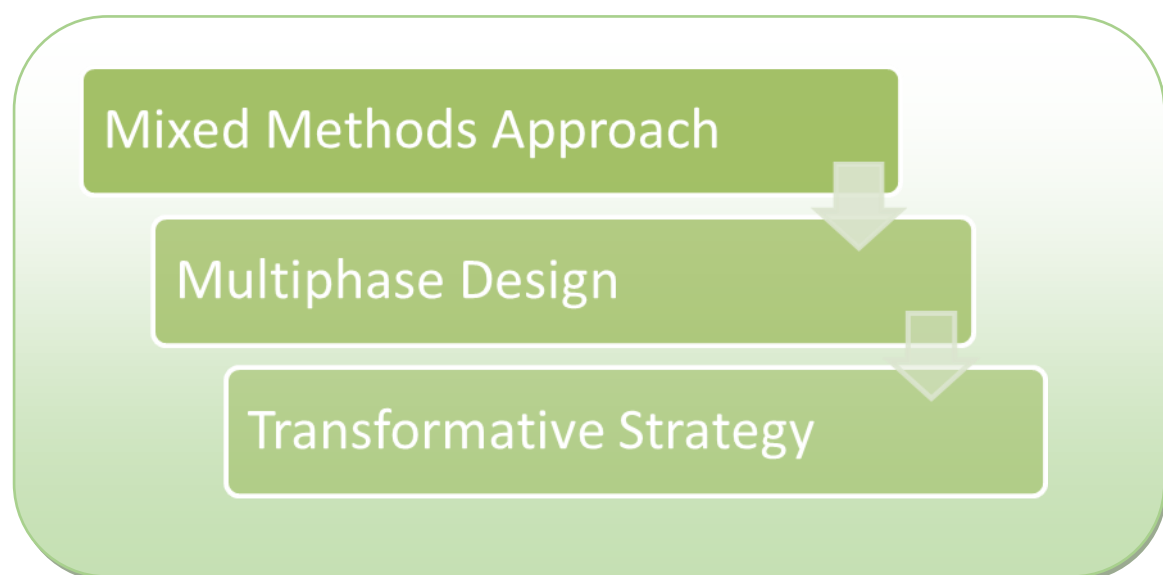 Mixed Methods Approach
Multiphase Design
Transformative Strategy